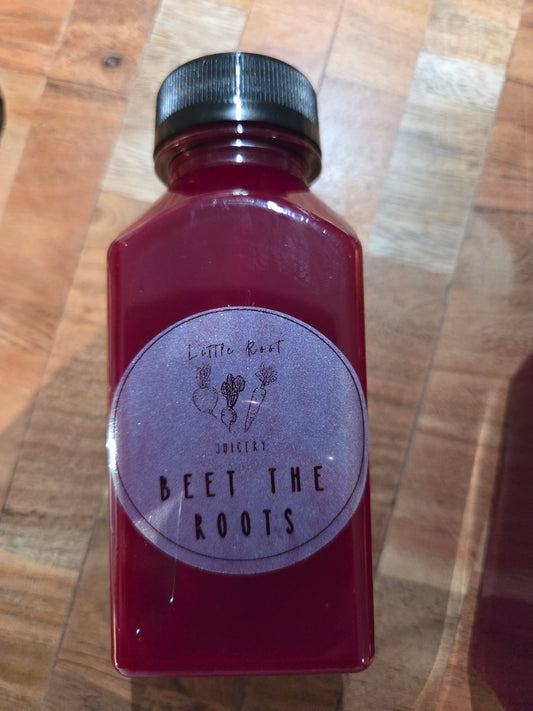 Little Root
JUICERY
BEET THE
ROOTS